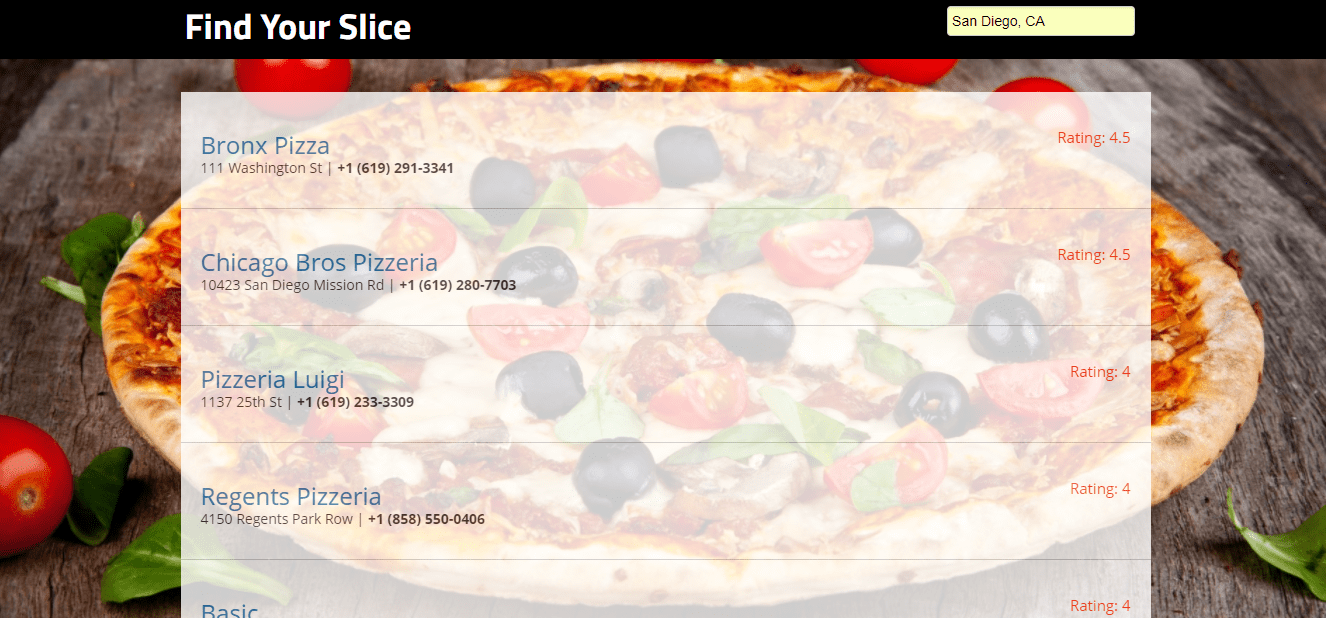 Find Your Slice
San Diego, CA
Bronx Pizza
Rating: 4.5
111 Washington St | +1 (619) 291-3341
Chicago Bros Pizzeria
Rating: 4.5
10423 San Diego Mission Rd | +1 (619) 280-7703
Pizzeria Luigi
Rating: 4
1137 25th St | +1 (619) 233-3309
Regents Pizzeria
Rating: 4
4150 Regents Park Row | +1 (858) 550-0406
Basic
Rating: 4